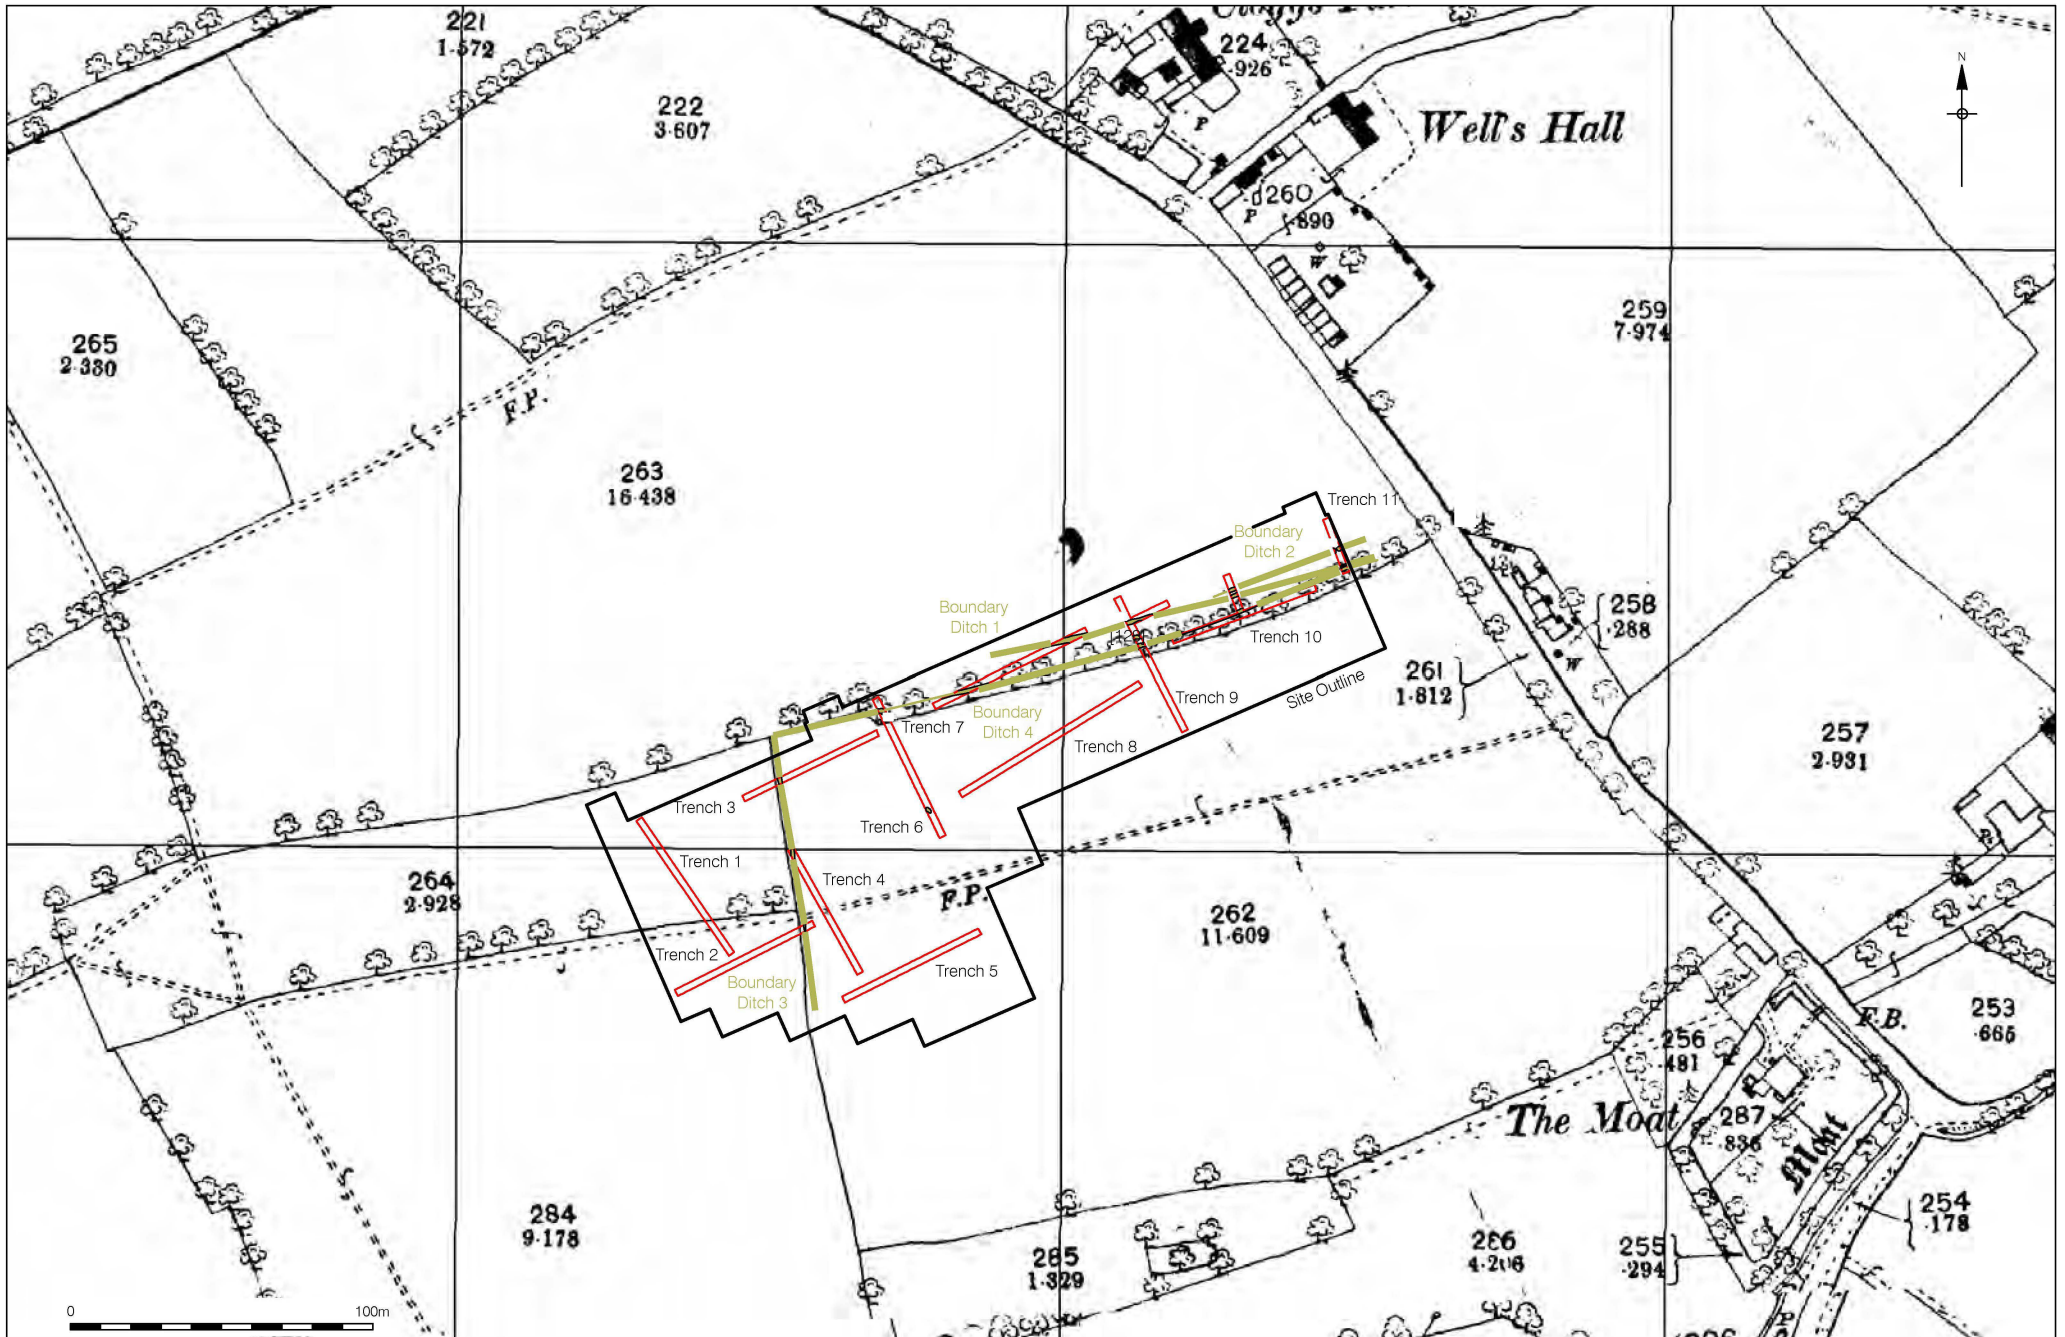 221
1·572
224
·926
N
222
3·607
Well's Hall
260
·890
W
265
2·380
259
7·974
F.P.
263
16·438
Trench 11
Boundary
Ditch 2
Boundary
Ditch 1
258
·288
Trench 10
W
261
1·812
Trench 9
Site Outline
Trench 7
Boundary
Ditch 4
Trench 8
257
2·931
Trench 3
Trench 6
Trench 1
Trench 4
264
2·928
F.P.
262
11·609
Trench 2
Trench 5
Boundary
Ditch 3
253
·665
F.B.
256
·481
The Moat
287
·836
Moat
284
9·178
285
1·329
286
255
·294
254
·178
0
100m